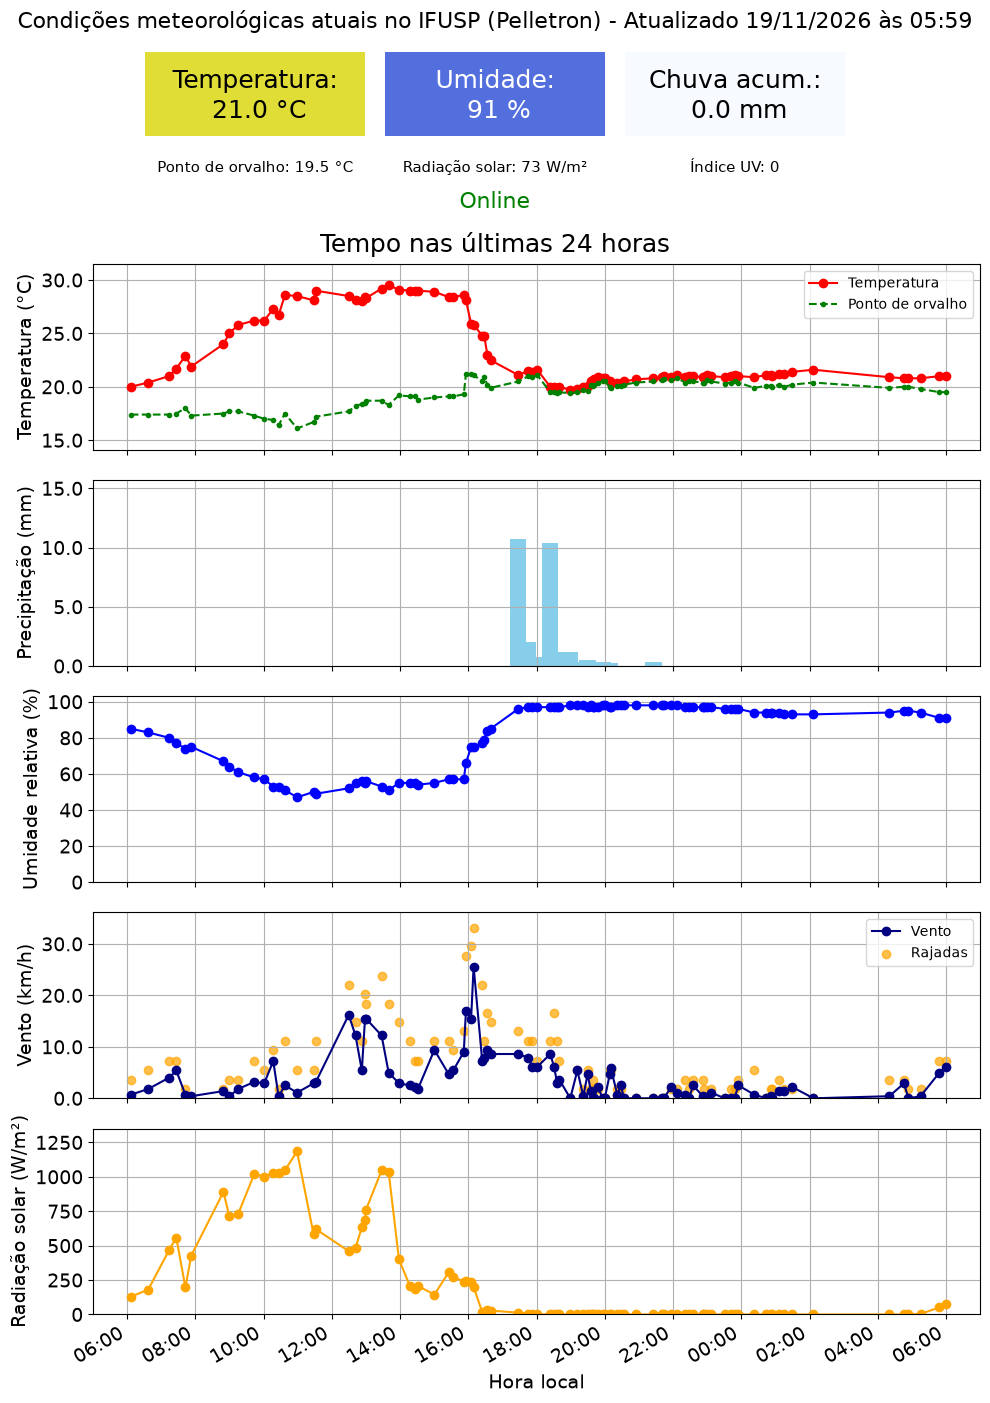 Condições meteorológicas atuais no IFUSP (Pelletron) - Atualizado 19/11/2026 às 05:59
Temperatura:
21.0 °C
Umidade:
91 %
Chuva acum.:
0.0 mm
Ponto de orvalho: 19.5 °C
Radiação solar: 73 W/m²
Índice UV: 0
Online
Tempo nas últimas 24 horas
Temperatura (°C)
30.0
25.0
20.0
15.0
Temperatura
Ponto de orvalho
Precipitação (mm)
15.0
10.0
5.0
0.0
Umidade relativa (%)
100
80
60
40
20
0
Vento (km/h)
30.0
20.0
10.0
0.0
Vento
Rajadas
Radiação solar (W/m²)
1250
1000
750
500
250
0
06:00
08:00
10:00
12:00
14:00
16:00
18:00
20:00
22:00
00:00
02:00
04:00
06:00
Hora local